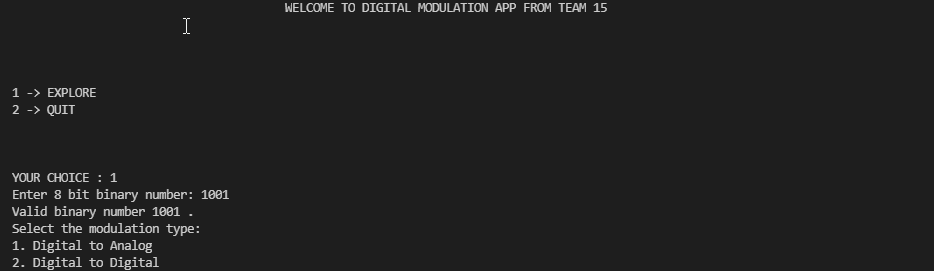 WELCOME TO DIGITAL MODULATION APP FROM TEAM 15
1 -> EXPLORE
2 -> QUIT
YOUR CHOICE : 1
Enter 8 bit binary number: 1001
Valid binary number 1001 .
Select the modulation type:
1. Digital to Analog
2. Digital to Digital